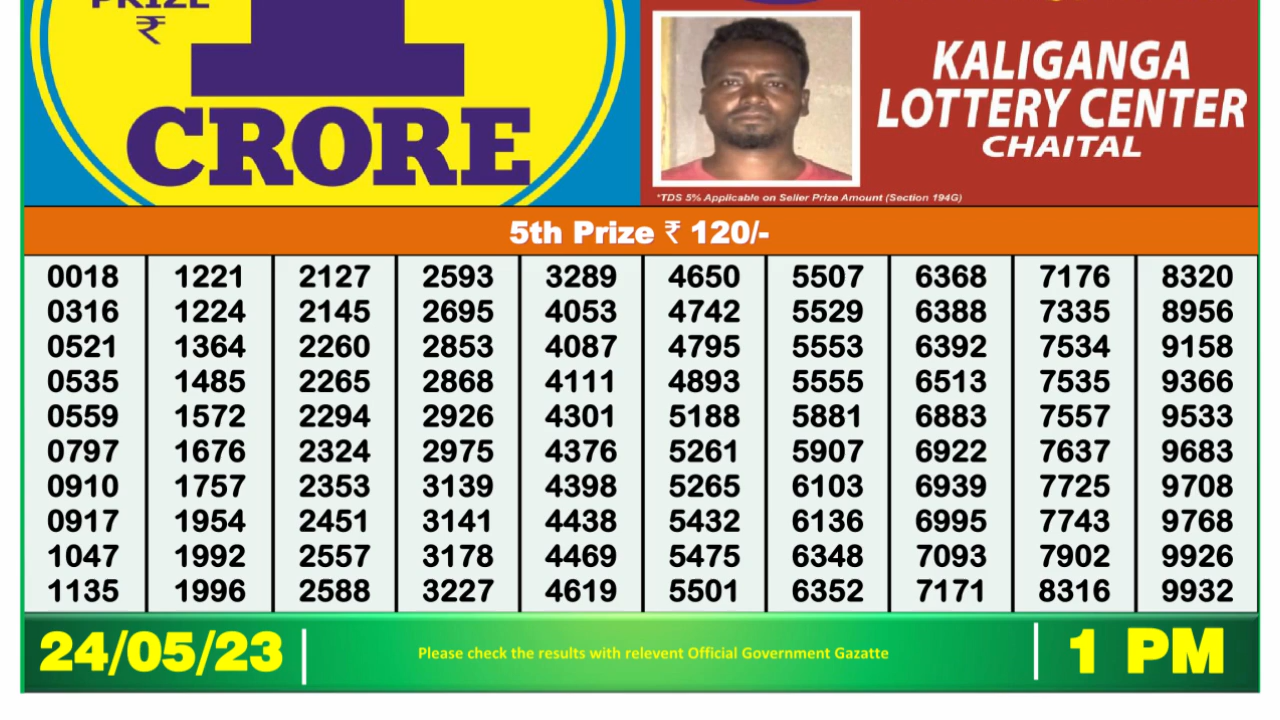 PRIZE
₹
1
CRORE
KALIGANGA
LOTTERY CENTER
CHAITAL
*TDS 5% Applicable on Seller Prize Amount (Section 194G)
5th Prize ₹ 120/-
0018 1221 2127 2593 3289 4650 5507 6368 7176 8320
0316 1224 2145 2695 4053 4742 5529 6388 7335 8956
0521 1364 2260 2853 4087 4795 5553 6392 7534 9158
0535 1485 2265 2868 4111 4893 5555 6513 7535 9366
0559 1572 2294 2926 4301 5188 5881 6883 7557 9533
0797 1676 2324 2975 4376 5261 5907 6922 7637 9683
0910 1757 2353 3139 4398 5265 6103 6939 7725 9708
0917 1954 2451 3141 4438 5432 6136 6995 7743 9768
1047 1992 2557 3178 4469 5475 6348 7093 7902 9926
1135 1996 2588 3227 4619 5501 6352 7171 8316 9932
24/05/23
Please check the results with relevent Official Government Gazatte
1 PM